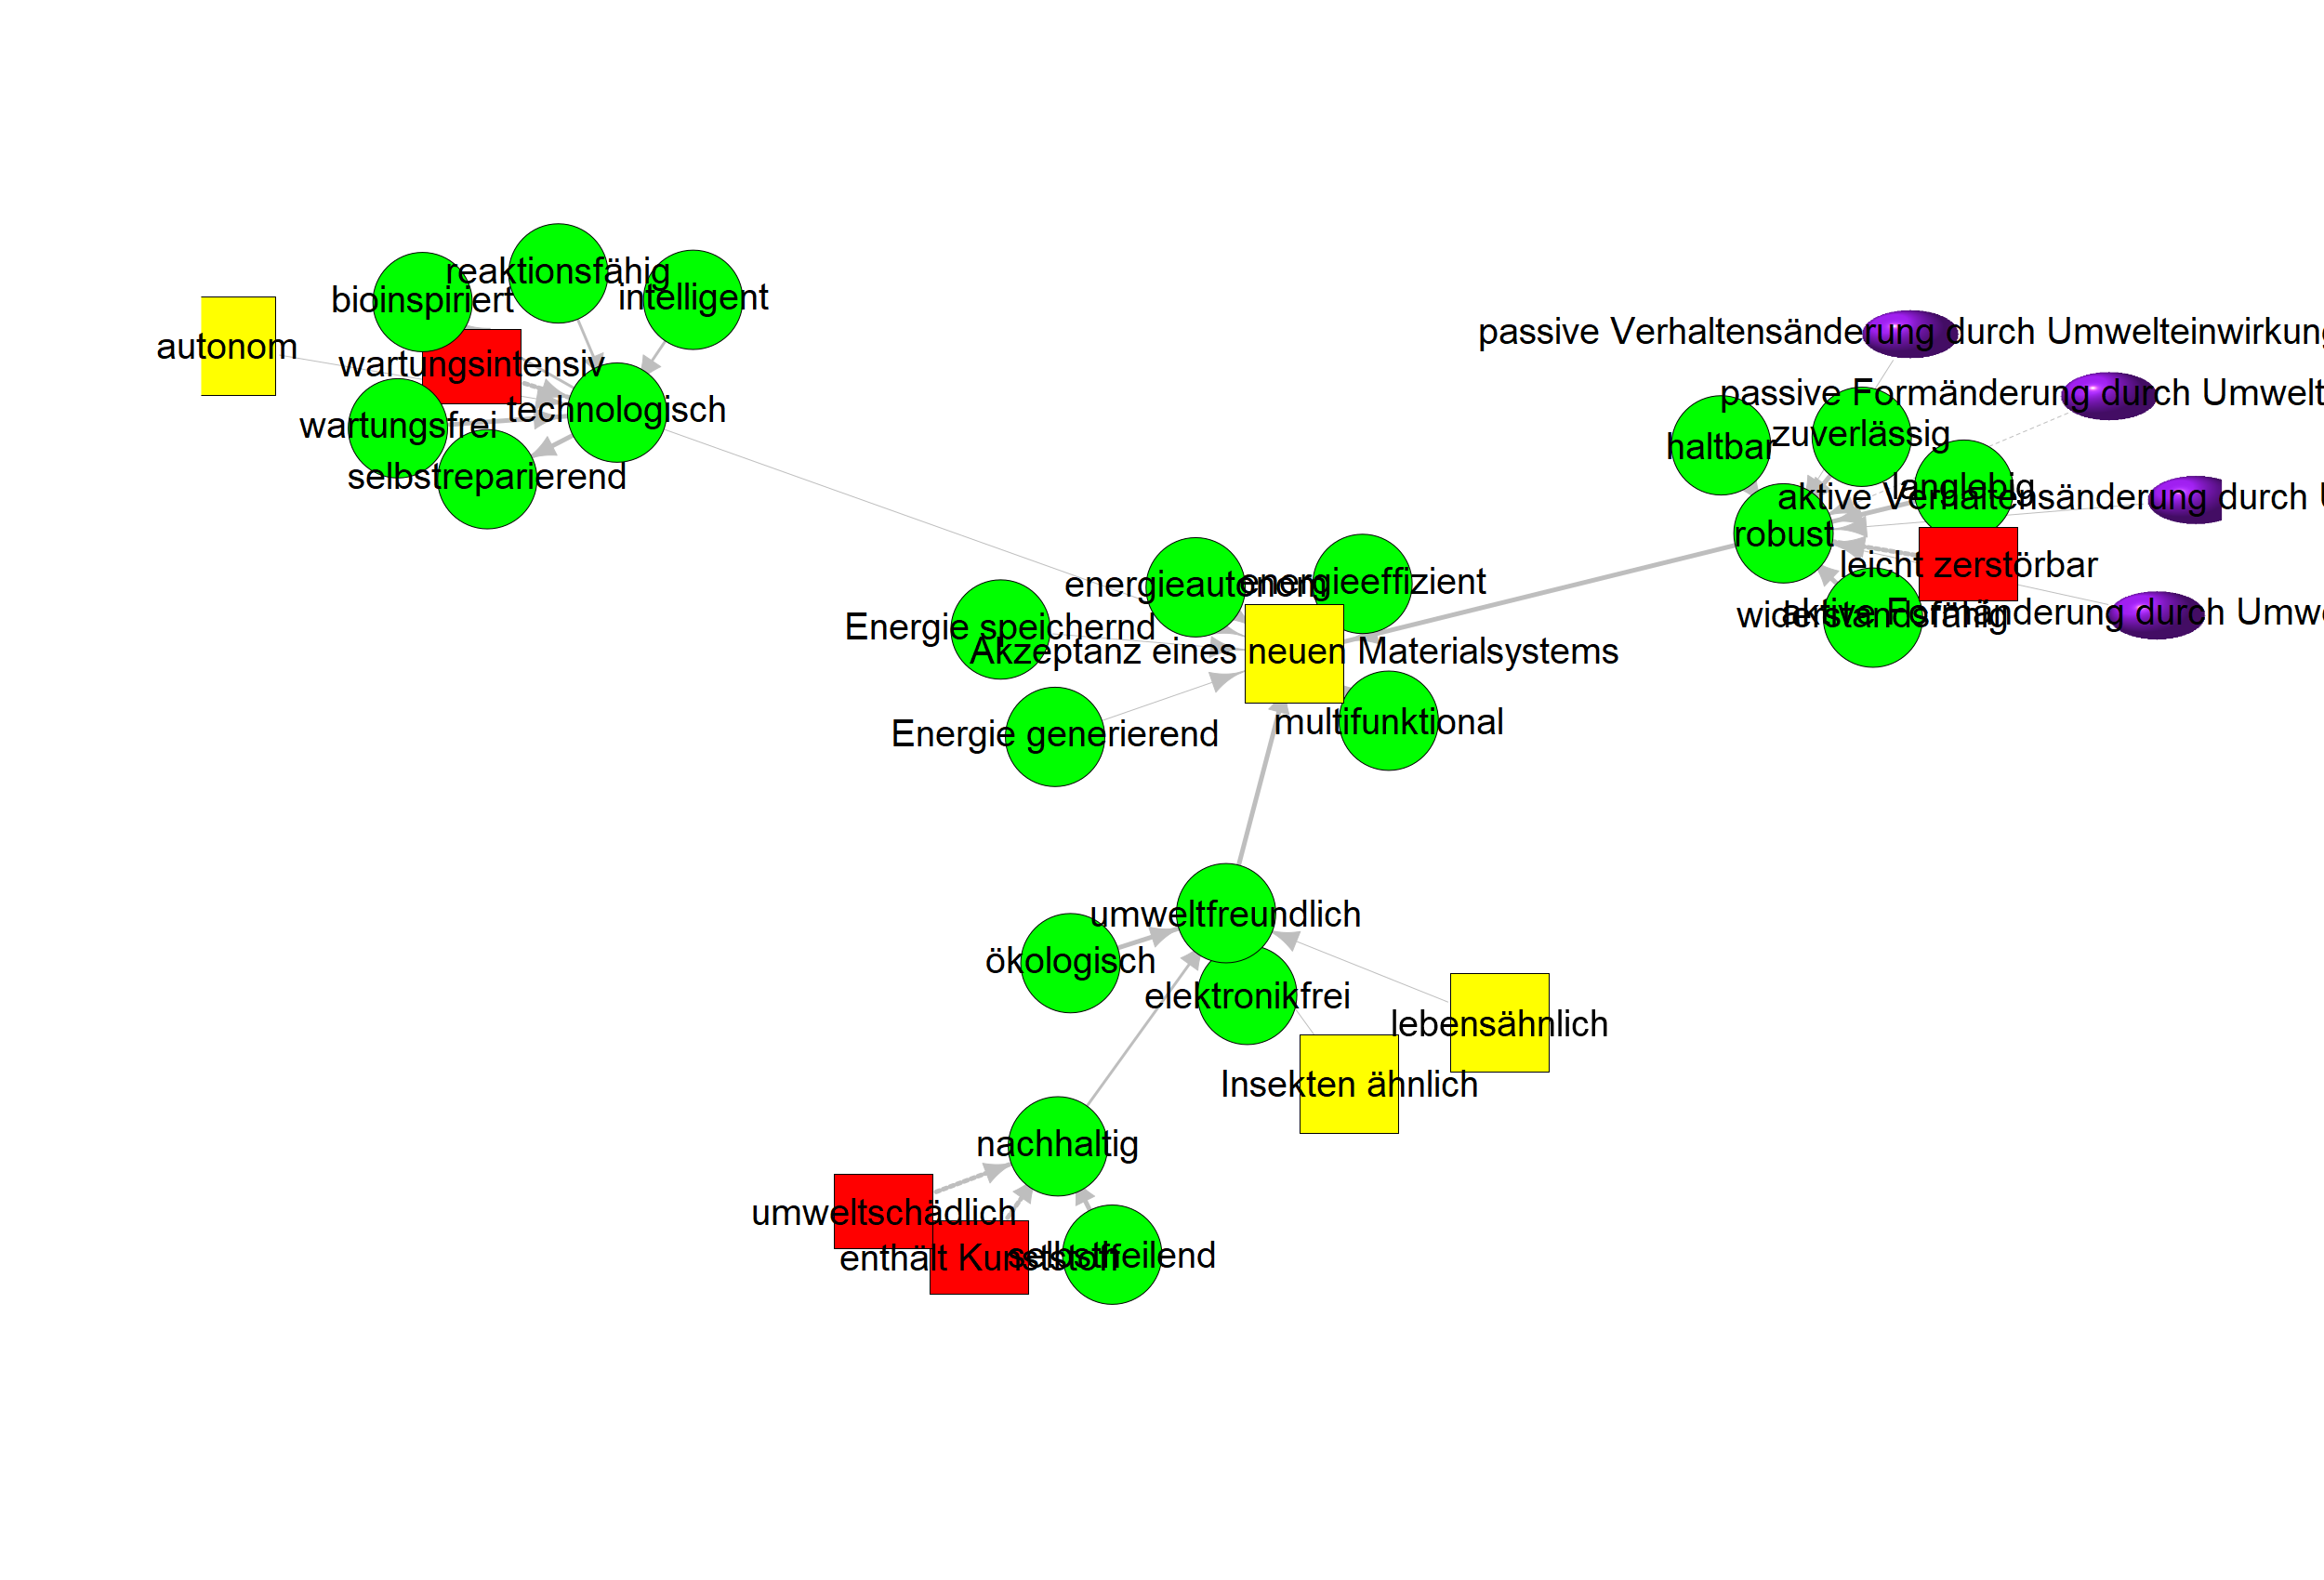 reaktionsfähig
bioinspiriert
intelligent
autonom
wartungsintensiv
technologisch
wartungsfrei
selbstreparierend
passive Verhaltensänderung durch Umwelteinwirkung
passive Formänderung durch Umwelt
zuverlässig
haltbar
langlebig
aktive Verhaltensänderung durch U
robust
leicht zerstörbar
widerstandsfähig
aktive Formänderung durch Umwe
energieautonom
energieeffizient
Energie speichernd
Akzeptanz eines neuen Materialsystems
multifunktional
Energie generierend
umweltfreundlich
ökologisch
elektronikfrei
lebensähnlich
Insekten ähnlich
nachhaltig
umweltschädlich
enthält Kunststoff
selbstheilend